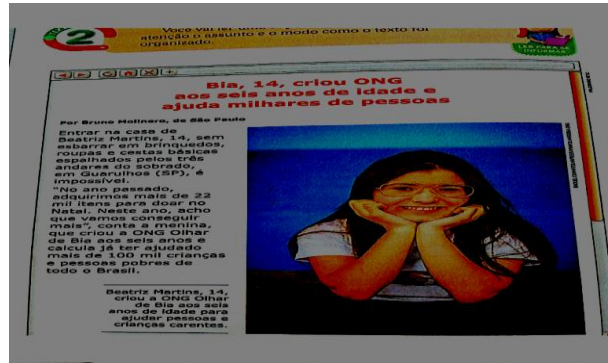 2
Você vai ler uma
atenção o assunto e o modo como o texto foi
organizado.
LER PARA SE
INFORMAR
Bia, 14, criou ONG
aos seis anos de idade e
ajuda milhares de pessoas
Por Bruno Molinero, de São Paulo
Entrar na casa de
Beatriz Martins, 14, sem
esbarrar em brinquedos,
roupas e cestas básicas
espalhados pelos três
andares do sobrado,
em Guarulhos (SP), é
impossível.
"No ano passado,
adquirimos mais de 22
mil itens para doar no
Natal. Neste ano, acho
que vamos conseguir
mais", conta a menina,
que criou a ONG Olhar
de Bia aos seis anos e
calcula já ter ajudado
mais de 100 mil crianças
e pessoas pobres de
todo o Brasil.
Beatriz Martins, 14,
criou a ONG Olhar
de Bia aos seis
anos de idade para
ajudar pessoas e
crianças carentes.